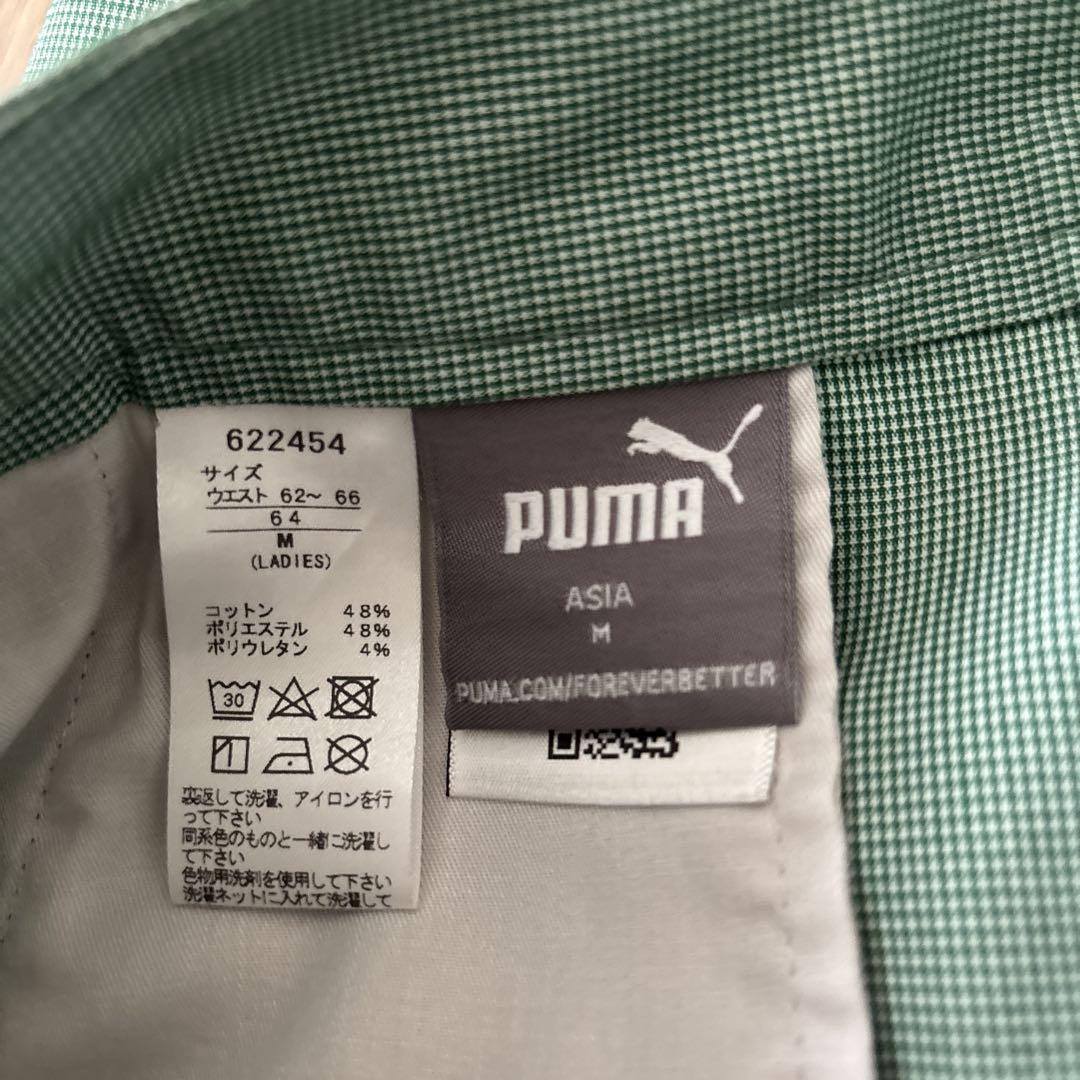 622454
サイズ
ウエスト 62～ 66
64
M
(LADIES)
コットン 48%
ポリエステル 48%
ポリウレタン 4%
30
裏返して洗濯、アイロンを行
って下さい
同系色のものと一緒に洗濯し
て下さい
色物用洗剤を使用して下さい
洗濯ネットに入れて洗濯して
PUMA
ASIA
M
PUMA.COM/FOREVERBETTER